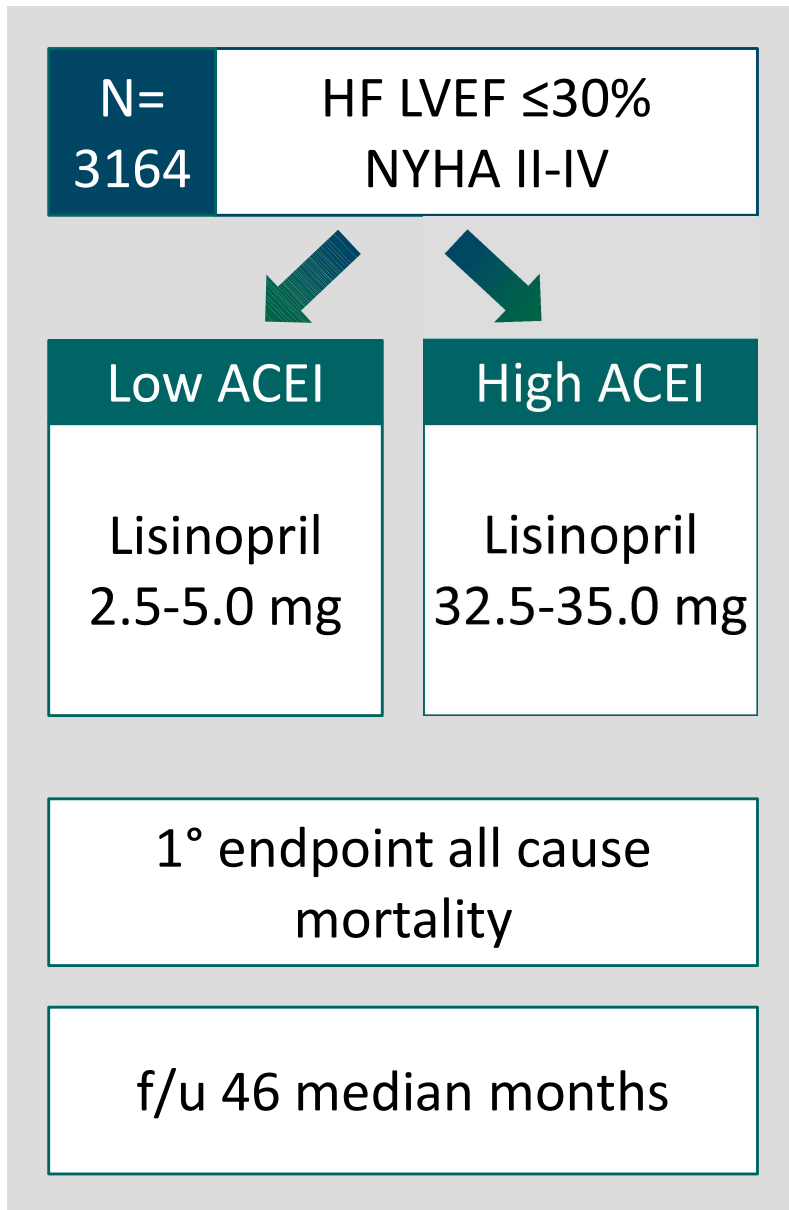 N=
3164
HF LVEF ≤30%
NYHA II-IV
Low ACEI
Lisinopril
2.5-5.0 mg
High ACEI
Lisinopril
32.5-35.0 mg
1° endpoint all cause
mortality
f/u 46 median months